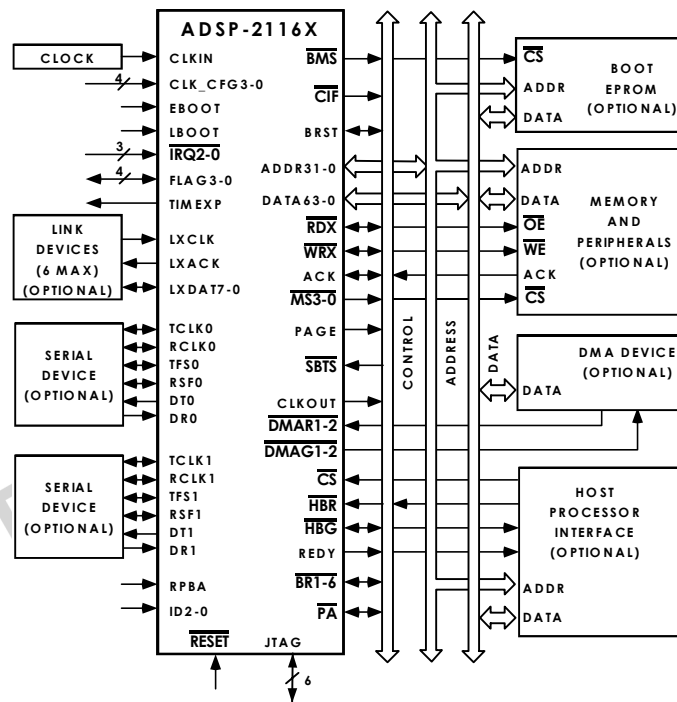 ADSP-2116X
CLOCK
CLKIN
4
CLK_CFG3-0
EBOOT
LBOOT
3
IRQ2-0
4
FLAG3-0
TIMEXP
LINK
DEVICES
(6 MAX)
(OPTIONAL)
LXCLK
LXACK
LXDAT7-0
SERIAL
DEVICE
(OPTIONAL)
TCLK0
RCLK0
TFS0
RSF0
DT0
DR0
SERIAL
DEVICE
(OPTIONAL)
TCLK1
RCLK1
TFS1
RSF1
DT1
DR1
RPBA
ID2-0
RESET
JTAG
6
BMS
CIF
BRST
ADDR31-0
DATA63-0
RDX
WRX
ACK
MS3-0
PAGE
SBTS
CLKOUT
DMAR1-2
DMAG1-2
CS
HBR
HBG
REDY
BR1-6
PA
CONTROL
ADDRESS
DATA
CS
ADDR
DATA
BOOT
EPROM
(OPTIONAL)
ADDR
DATA
OE
WE
ACK
CS
MEMORY
AND
PERIPHERALS
(OPTIONAL)
DMA DEVICE
(OPTIONAL)
DATA
HOST
PROCESSOR
INTERFACE
(OPTIONAL)
ADDR
DATA